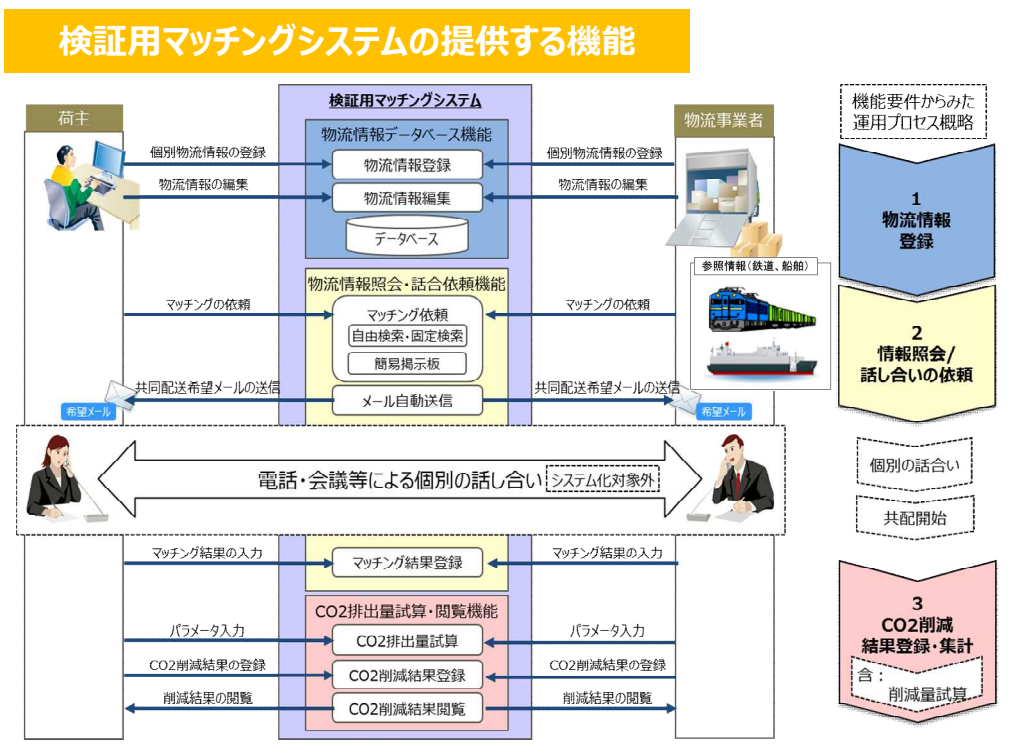 検証用マッチングシステムの提供する機能
検証用マッチングシステム
荷主
物流事業者
機能要件からみた
運用プロセス概略
物流情報データベース機能
個別物流情報の登録
物流情報登録
個別物流情報の登録
物流情報の編集
物流情報編集
物流情報の編集
データベース
1
物流情報
登録
参照情報(鉄道、船舶)
物流情報照会・話合依頼機能
マッチングの依頼
マッチング依頼
マッチングの依頼
自由検索・固定検索
簡易掲示板
2
情報照会/
話し合いの依頼
共同配送希望メールの送信
メール自動送信
共同配送希望メールの送信
希望メール
希望メール
電話・会議等による個別の話し合い
システム化対象外
個別の話合い
共配開始
マッチング結果の入力
マッチング結果登録
マッチング結果の入力
CO2排出量試算・閲覧機能
パラメータ入力
CO2排出量試算
パラメータ入力
CO2削減結果の登録
CO2削減結果登録
CO2削減結果の登録
削減結果の閲覧
CO2削減結果閲覧
削減結果の閲覧
3
CO2削減
結果登録・集計
含:
削減量試算